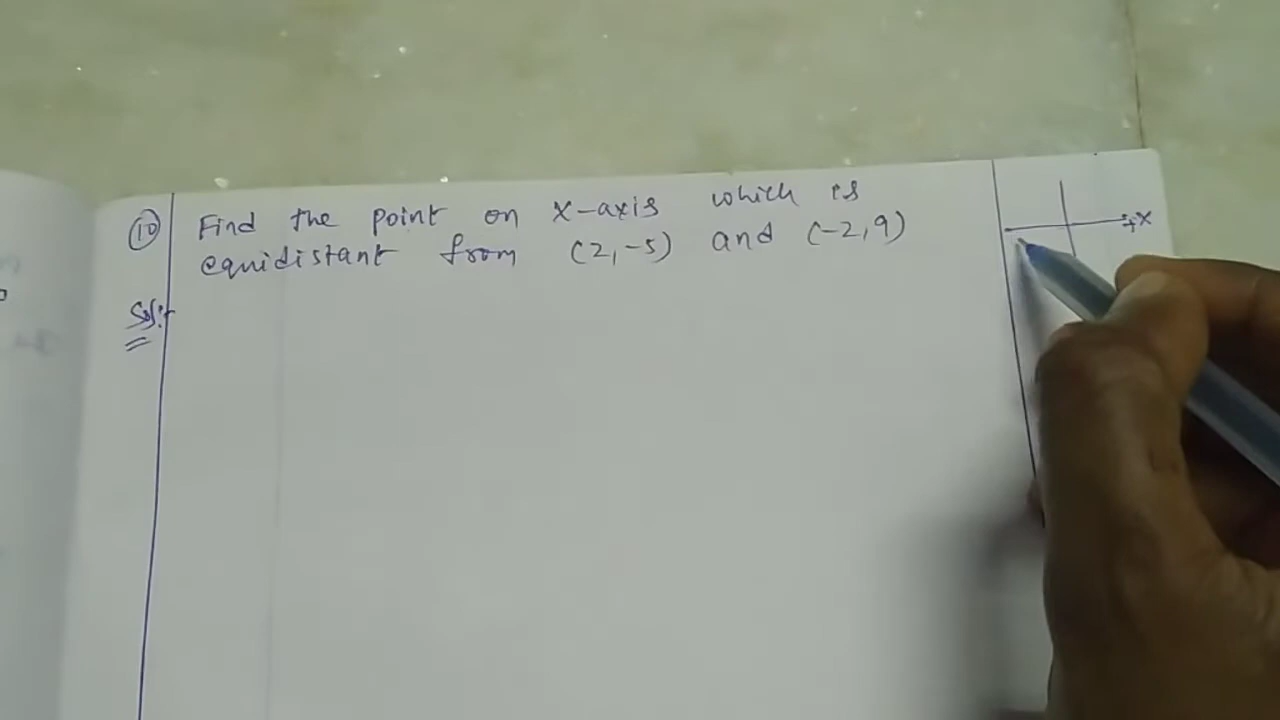 10 Find the point on x-axis which is
equidistant from (2,-5) and (-2,9)
Sol:-
+x